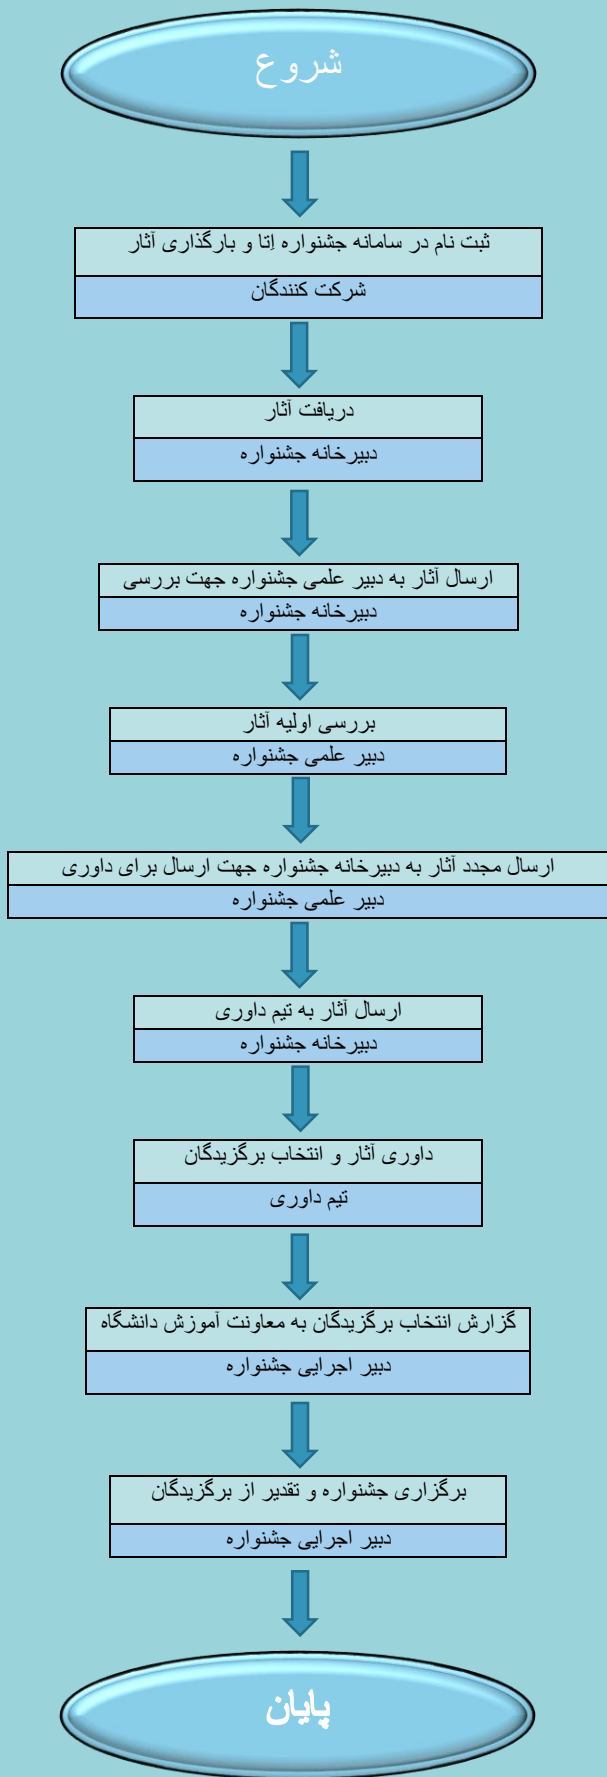 شروع
ثبت نام در سامانه جشنواره اِتا و بارگذاری آثار
شرکت کنندگان
دریافت آثار
دبیرخانه جشنواره
ارسال آثار به دبیر علمی جشنواره جهت بررسی
دبیرخانه جشنواره
بررسی اولیه آثار
دبیر علمی جشنواره
ارسال مجدد آثار به دبیرخانه جشنواره جهت ارسال برای داوری
دبیر علمی جشنواره
ارسال آثار به تیم داوری
دبیرخانه جشنواره
داوری آثار و انتخاب برگزیدگان
تیم داوری
گزارش انتخاب برگزیدگان به معاونت آموزش دانشگاه
دبیر اجرایی جشنواره
برگزاری جشنواره و تقدیر از برگزیدگان
دبیر اجرایی جشنواره
پایان